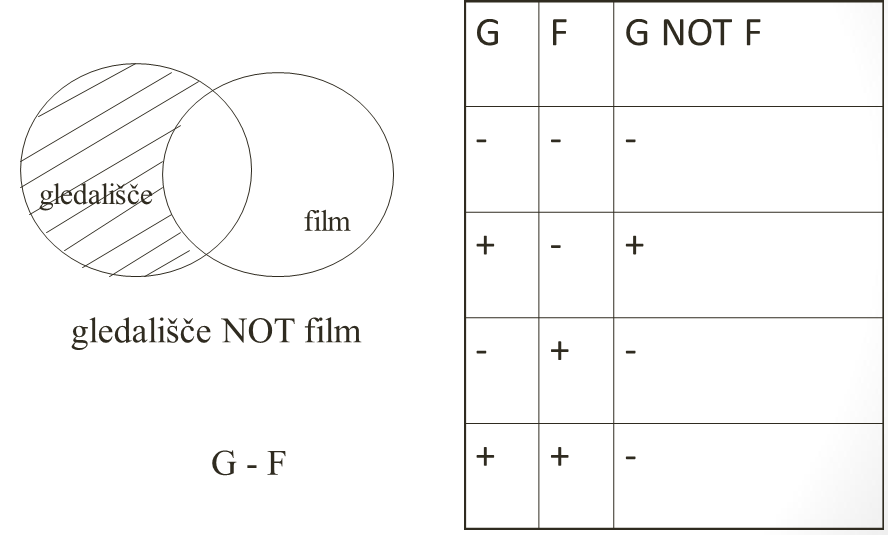 gledališče
film
gledališče NOT film
G - F
G F G NOT F
- - -
+ - +
- + -
+ + -